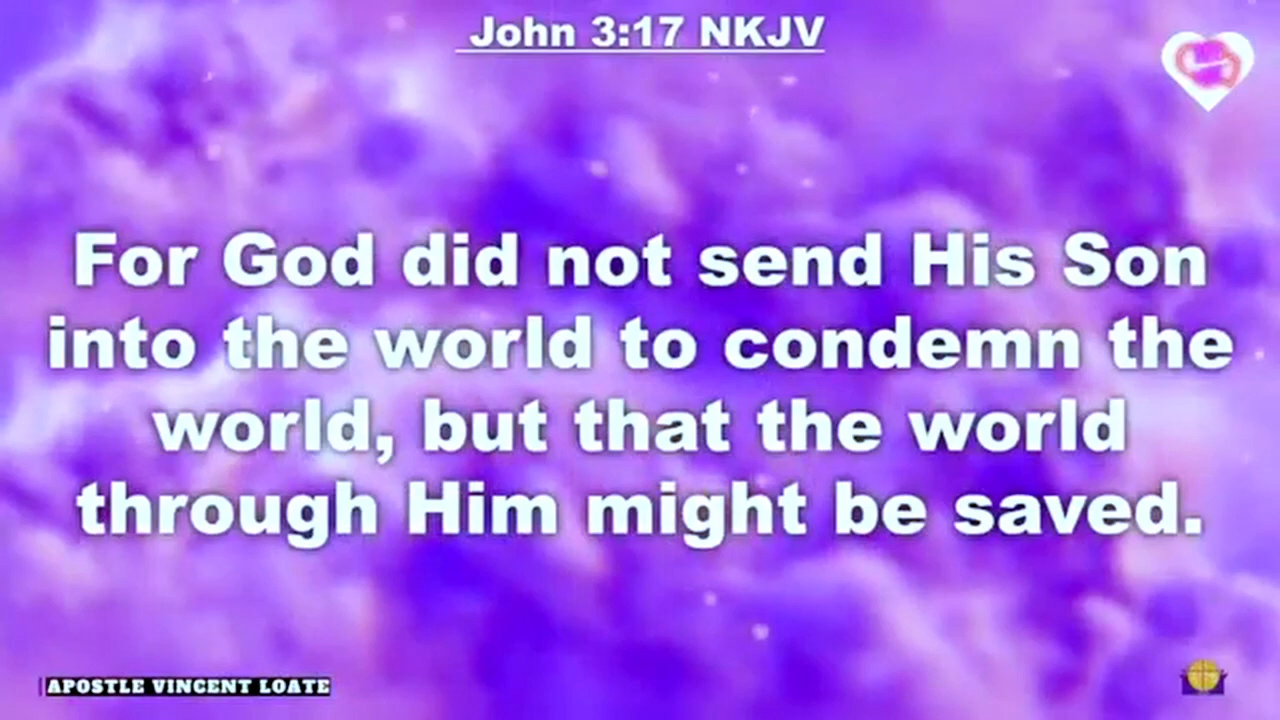 John 3:17 NKJV
For God did not send His Son
into the world to condemn the
world, but that the world
through Him might be saved.
APOSTLE VINCENT LOATE